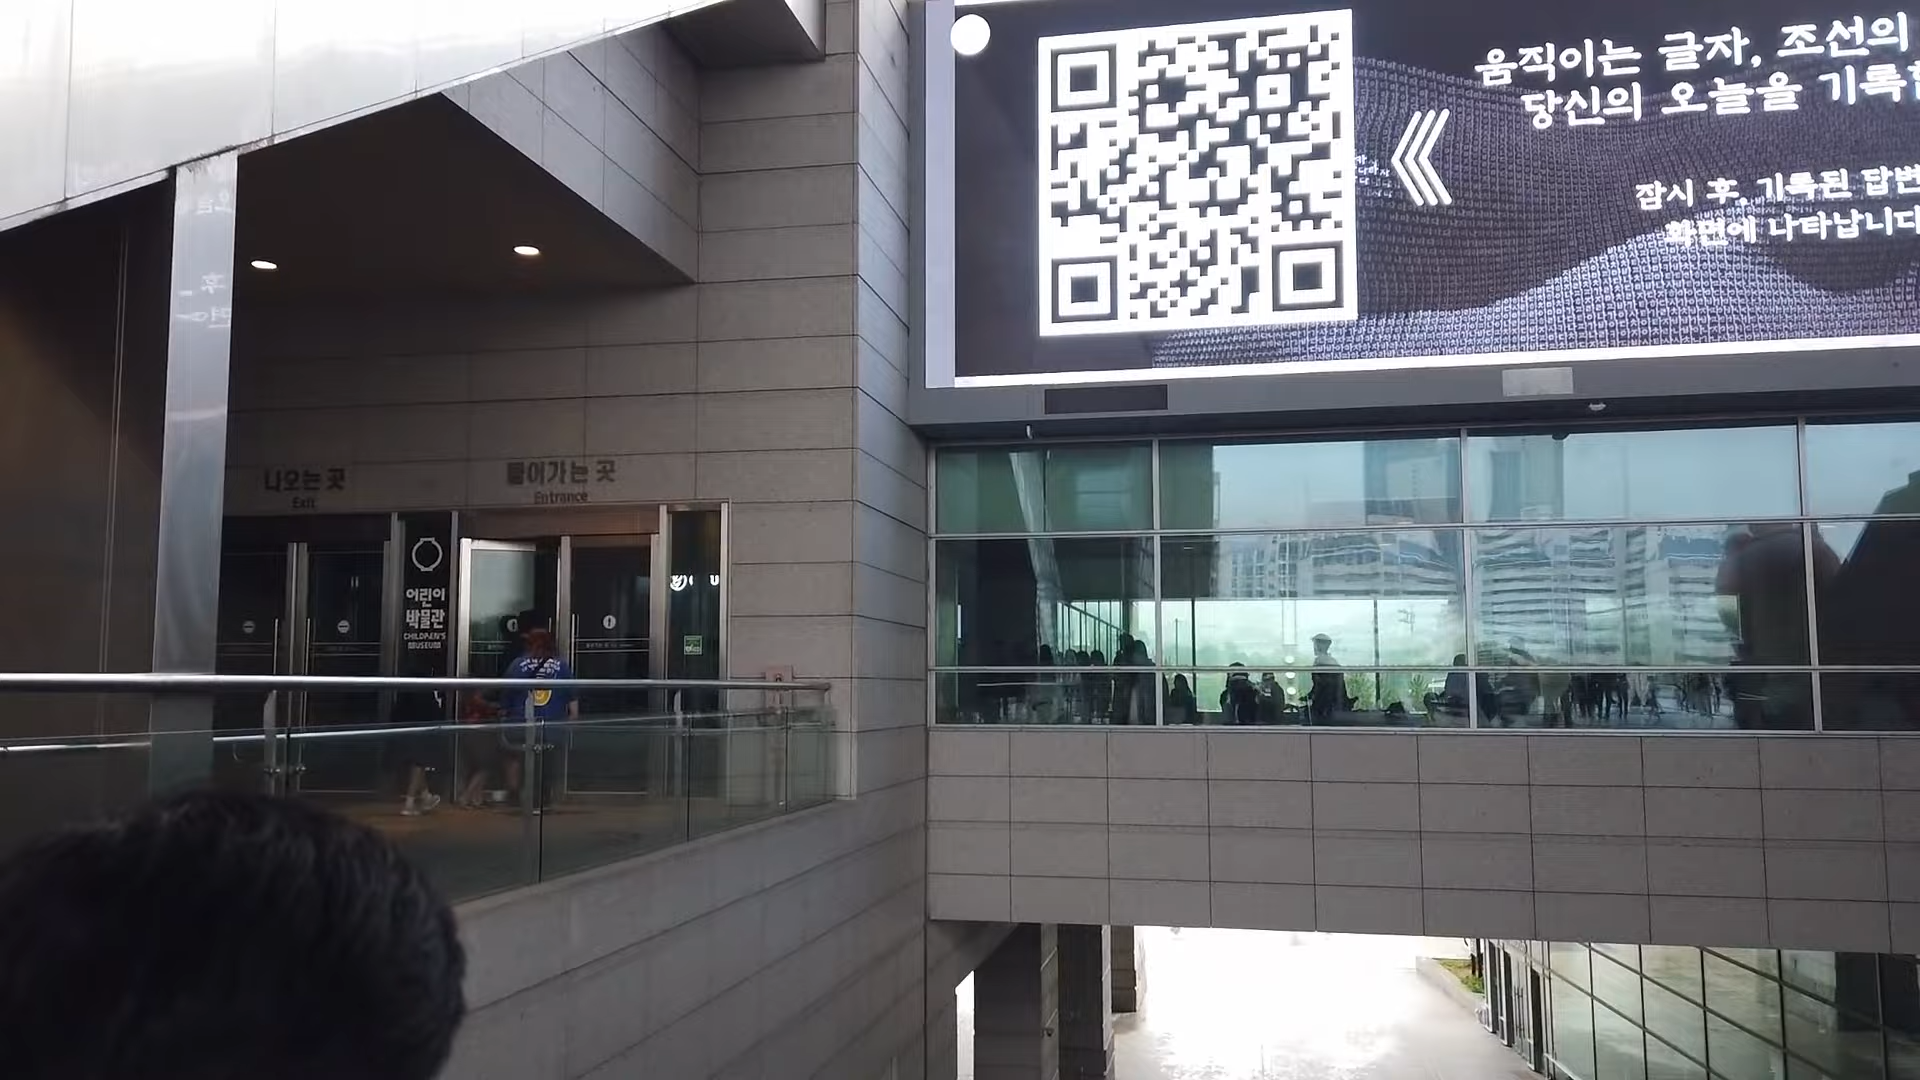 움직이는 글자, 조선의
당신의 오늘을 기록
잠시 후, 기록된 답변
화면에 나타납니다
나오는 곳
Exit
들어가는 곳
Entrance
어린이
박물관
CHILDREN'S
MUSEUM